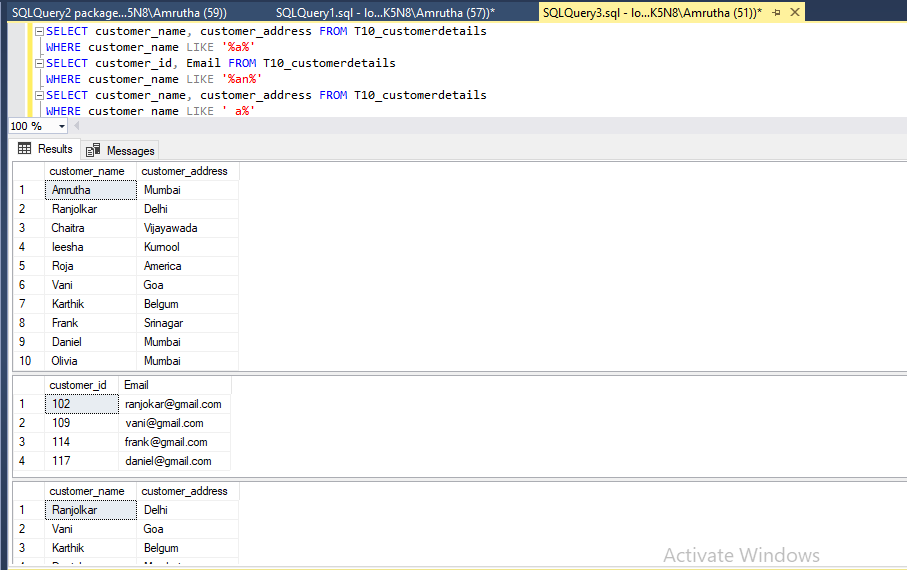 SQLQuery2 package...5N8\Amrutha (59)) SQLQuery1.sql - lo...K5N8\Amrutha (57))* SQLQuery3.sql - lo...K5N8\Amrutha (51))*
SELECT customer_name, customer_address FROM T10_customerdetails
WHERE customer_name LIKE '%a%'
SELECT customer_id, Email FROM T10_customerdetails
WHERE customer_name LIKE '%an%'
SELECT customer_name, customer_address FROM T10_customerdetails
WHERE customer name LIKE ' a%'
100 %
Results Messages
customer_name customer_address
1 Amrutha Mumbai
2 Ranjolkar Delhi
3 Chaitra Vijayawada
4 leesha Kurnool
5 Roja America
6 Vani Goa
7 Karthik Belgum
8 Frank Srinagar
9 Daniel Mumbai
10 Olivia Mumbai
customer_id Email
1 102 ranjokar@gmail.com
2 109 vani@gmail.com
3 114 frank@gmail.com
4 117 daniel@gmail.com
customer_name customer_address
1 Ranjolkar Delhi
2 Vani Goa
3 Karthik Belgum
Activate Windows